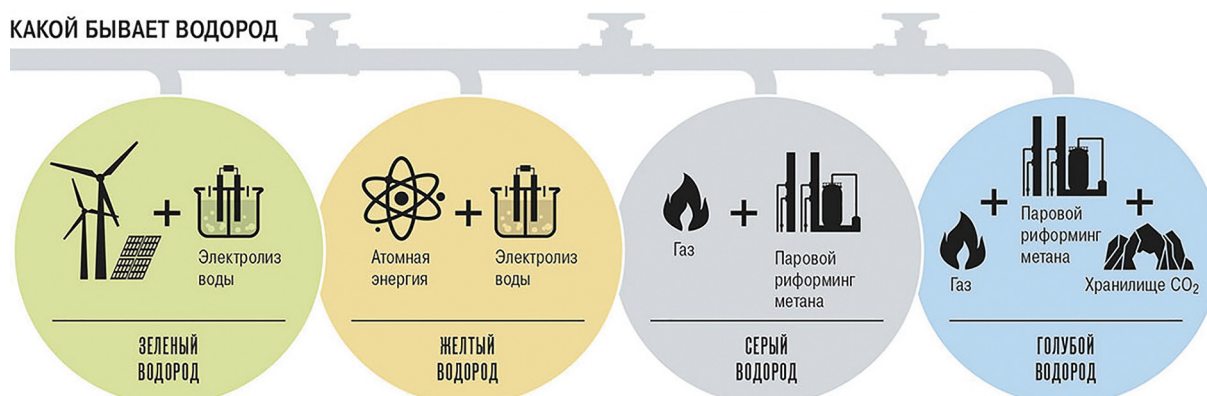 КАКОЙ БЫВАЕТ ВОДОРОД
Электролиз
воды
ЗЕЛЕНЫЙ
ВОДОРОД
Атомная
энергия
Электролиз
воды
ЖЕЛТЫЙ
ВОДОРОД
Газ
Паровой
риформинг
метана
СЕРЫЙ
ВОДОРОД
Газ
Паровой
риформинг
метана
Хранилище CO₂
ГОЛУБОЙ
ВОДОРОД